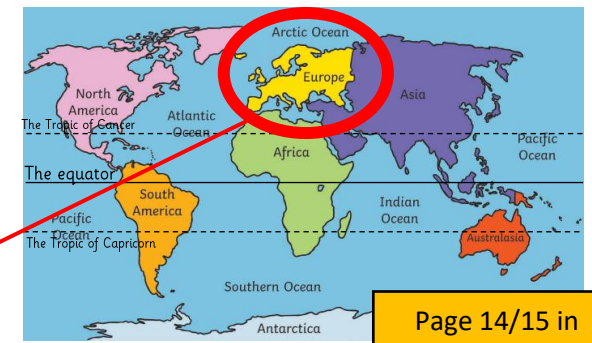 Arctic Ocean
Europe
North
America
Asia
Atlantic
Ocean
The Tropic of Cancer
Pacific
Ocean
Africa
The equator
South
America
Indian
Ocean
Pacific
Ocean
Australasia
The Tropic of Capricorn
Southern Ocean
Antarctica
Page 14/15 in